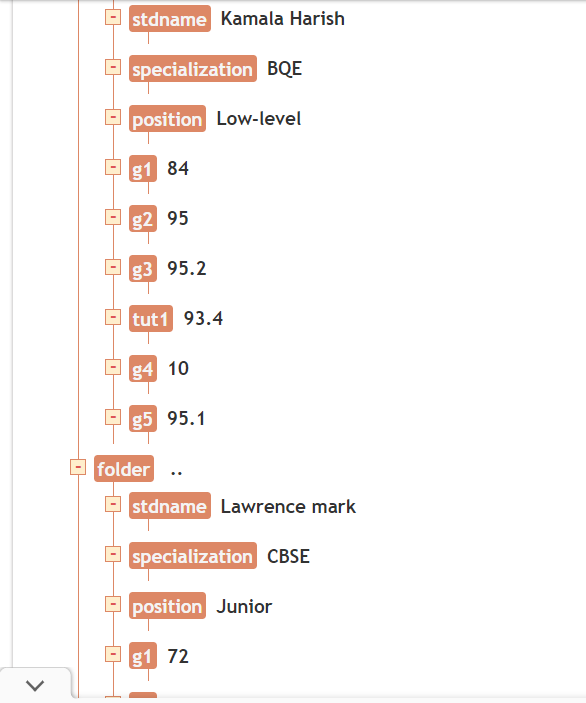 stdname Kamala Harish
specialization BQE
position Low-level
g1 84
g2 95
g3 95.2
tut1 93.4
g4 10
g5 95.1
folder ..
stdname Lawrence mark
specialization CBSE
position Junior
g1 72